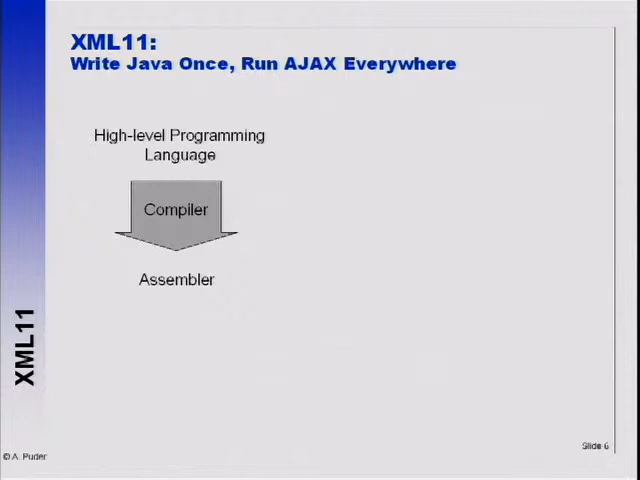 XML11:
Write Java Once, Run AJAX Everywhere
High-level Programming
Language
Compiler
Assembler
XML11
Slide 6
© A. Puder